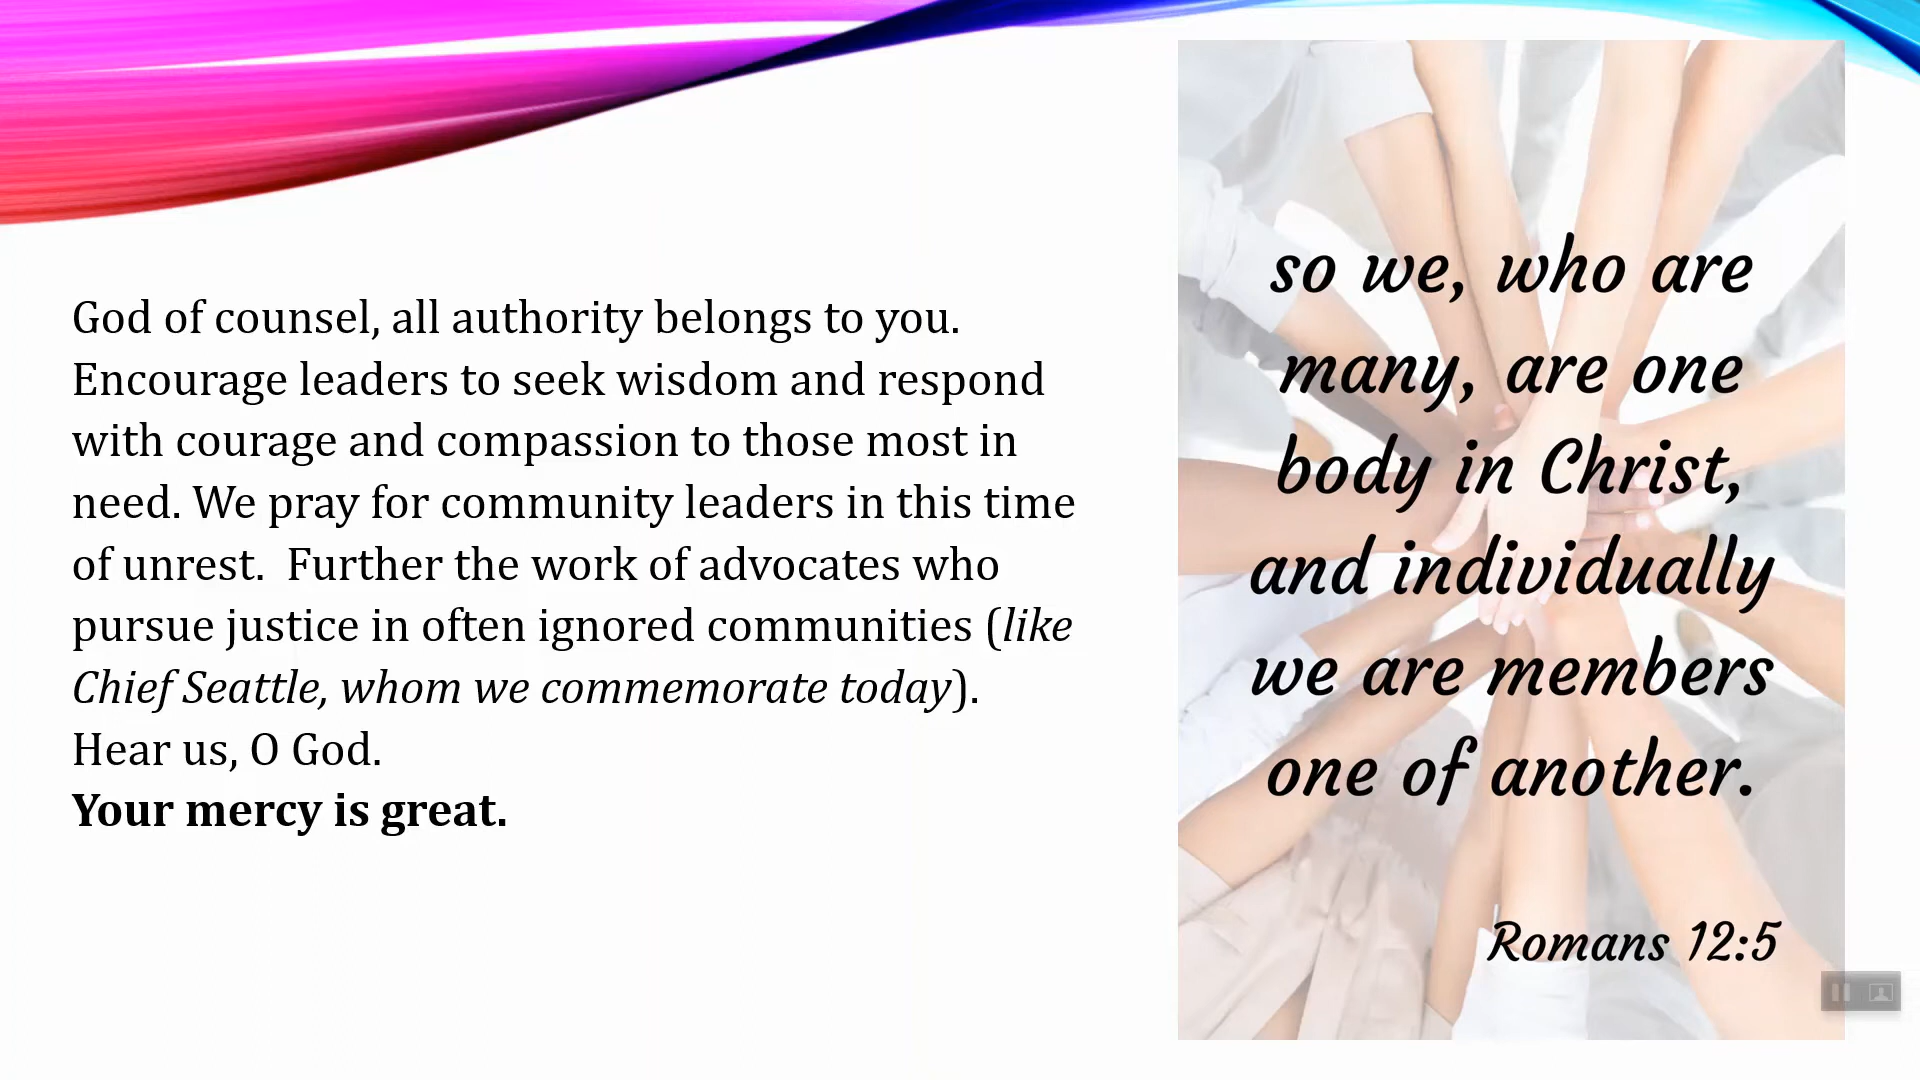 God of counsel, all authority belongs to you.
Encourage leaders to seek wisdom and respond
with courage and compassion to those most in
need. We pray for community leaders in this time
of unrest.  Further the work of advocates who
pursue justice in often ignored communities (like
Chief Seattle, whom we commemorate today).
Hear us, O God.
Your mercy is great.
so we, who are
many, are one
body in Christ,
and individually
we are members
one of another.
Romans 12:5